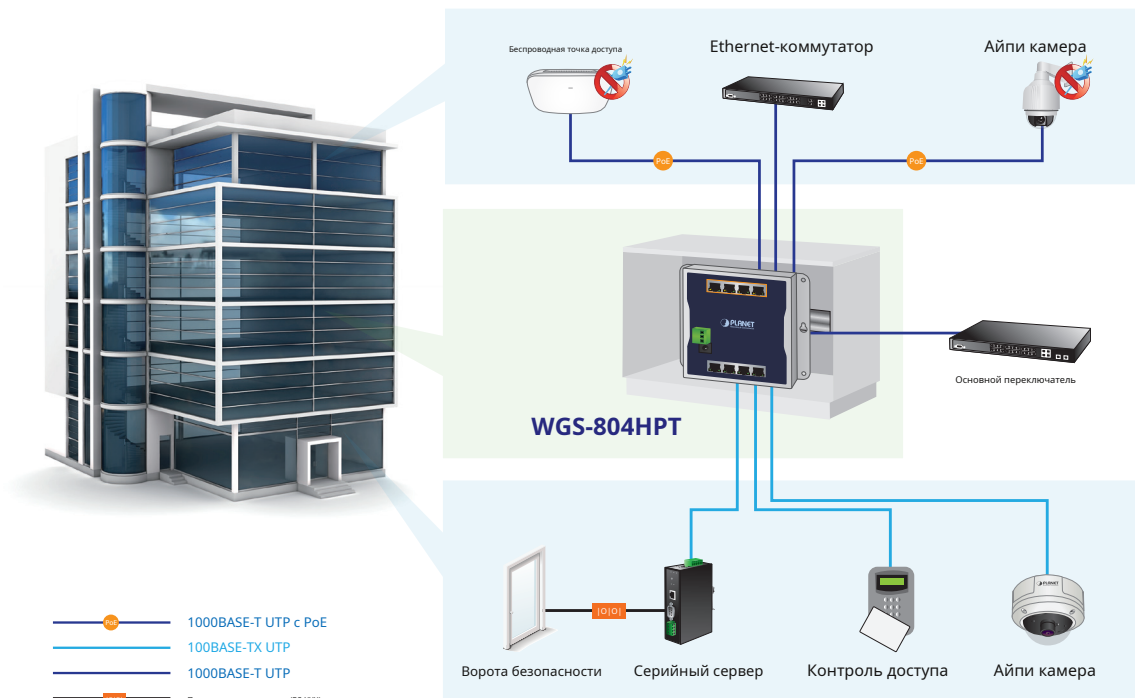 Беспроводная точка доступа
Ethernet-коммутатор
Айпи камера
PoE
PoE
PLANET
WGS-804HPT
Основной переключатель
|O|O|
PLANET
Ворота безопасности
Серийный сервер
Контроль доступа
Айпи камера
PoE
1000BASE-T UTP с PoE
100BASE-TX UTP
1000BASE-T UTP